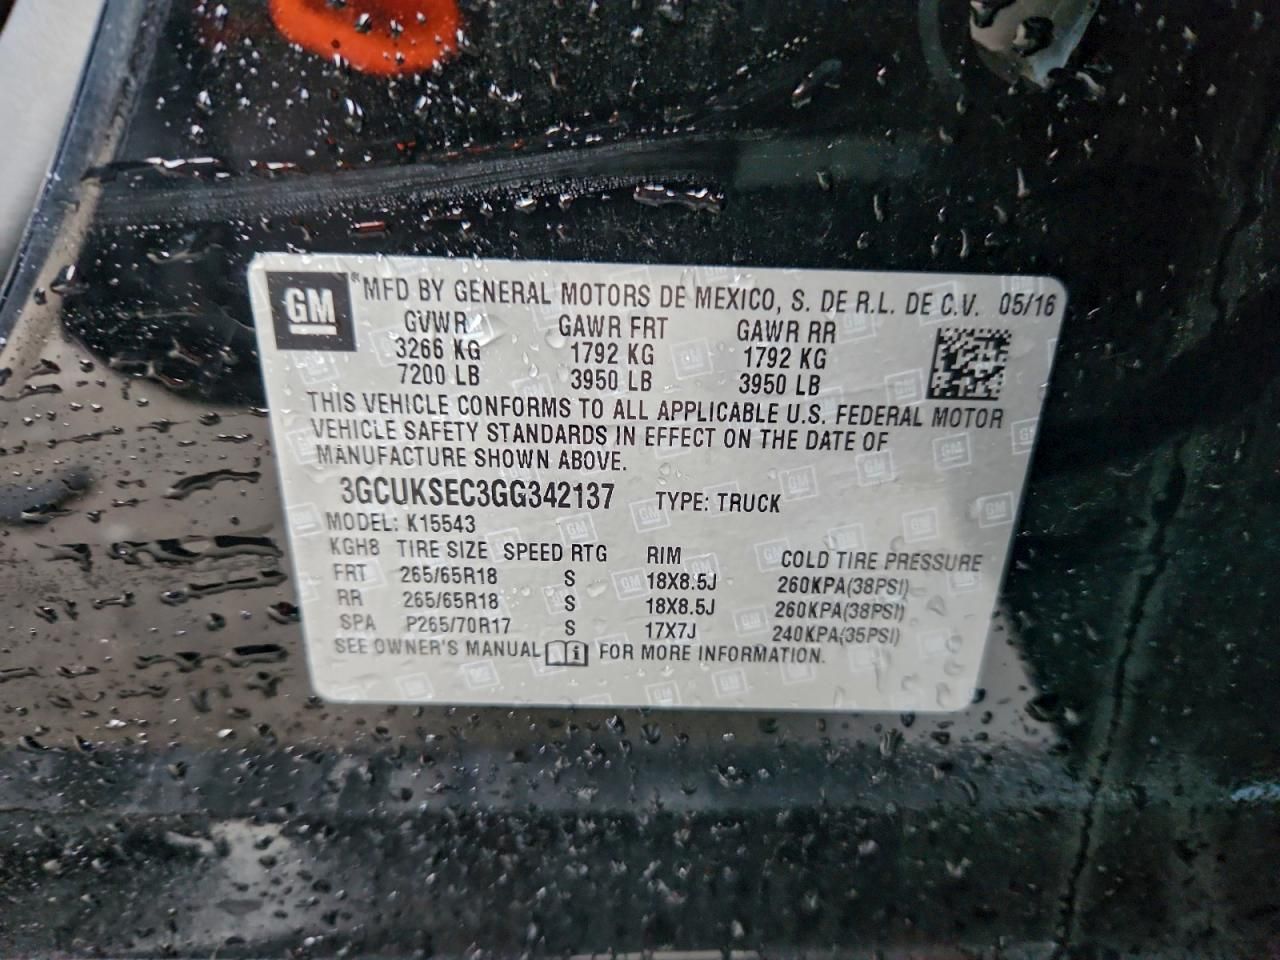 GM ® MFD BY GENERAL MOTORS DE MEXICO, S. DE R.L. DE C.V. 05/16
GVWR GAWR FRT GAWR RR
3266 KG 1792 KG 1792 KG
7200 LB 3950 LB 3950 LB
THIS VEHICLE CONFORMS TO ALL APPLICABLE U.S. FEDERAL MOTOR
VEHICLE SAFETY STANDARDS IN EFFECT ON THE DATE OF
MANUFACTURE SHOWN ABOVE.
3GCUKSEC3GG342137 TYPE: TRUCK
MODEL: K15543
KGH8 TIRE SIZE SPEED RTG RIM COLD TIRE PRESSURE
FRT 265/65R18 S 18X8.5J 260KPA(38PSI)
RR 265/65R18 S 18X8.5J 260KPA(38PSI)
SPA P265/70R17 S 17X7J 240KPA(35PSI)
SEE OWNER'S MANUAL i FOR MORE INFORMATION.